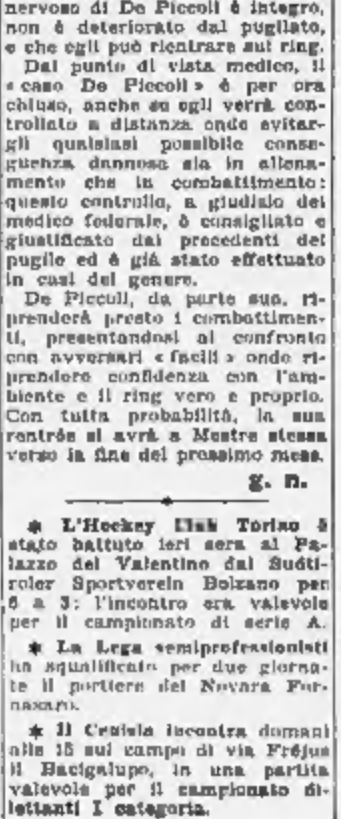 nervoso di De Piccoli è integro,
non è deteriorato dal pugilato,
e che egli può rientrare sul ring.
Dal punto di vista medico, il
« caso De Piccoli » è per ora
chiuso, anche se egli verrà con-
trollato a distanza onde evitar-
gli qualsiasi possibile conse-
guenza dannosa sia in allena-
mento che in combattimento:
questo controllo, a giudizio del
medico federale, è consigliato e
giustificato dai precedenti del
pugile ed è già stato effettuato
in casi del genere.
De Piccoli, da parte sua, ri-
prenderà presto i combattimen-
ti, presentandosi al confronto
con avversari « facili » onde ri-
prendere confidenza con l'am-
biente e il ring vero e proprio.
Con tutta probabilità, la sua
rentrée si avrà a Mestre stessa
verso la fine del prossimo mese.
g. n.
* L'Hockey Club Torino è
stato battuto ieri sera al Pa-
lazzo del Valentino dal Sudti-
roler Sportverein Bolzano per
6 a 3: l'incontro era valevole
per il campionato di serie A.
* La Lega semiprofessionisti
ha squalificato per due giorna-
te il portiere del Novara For-
nasaro.
* Il Cenisia incontra domani
alle 15 sul campo di via Fréjus
il Bacigalupo, in una partita
valevole per il campionato di-
lettanti I categoria.